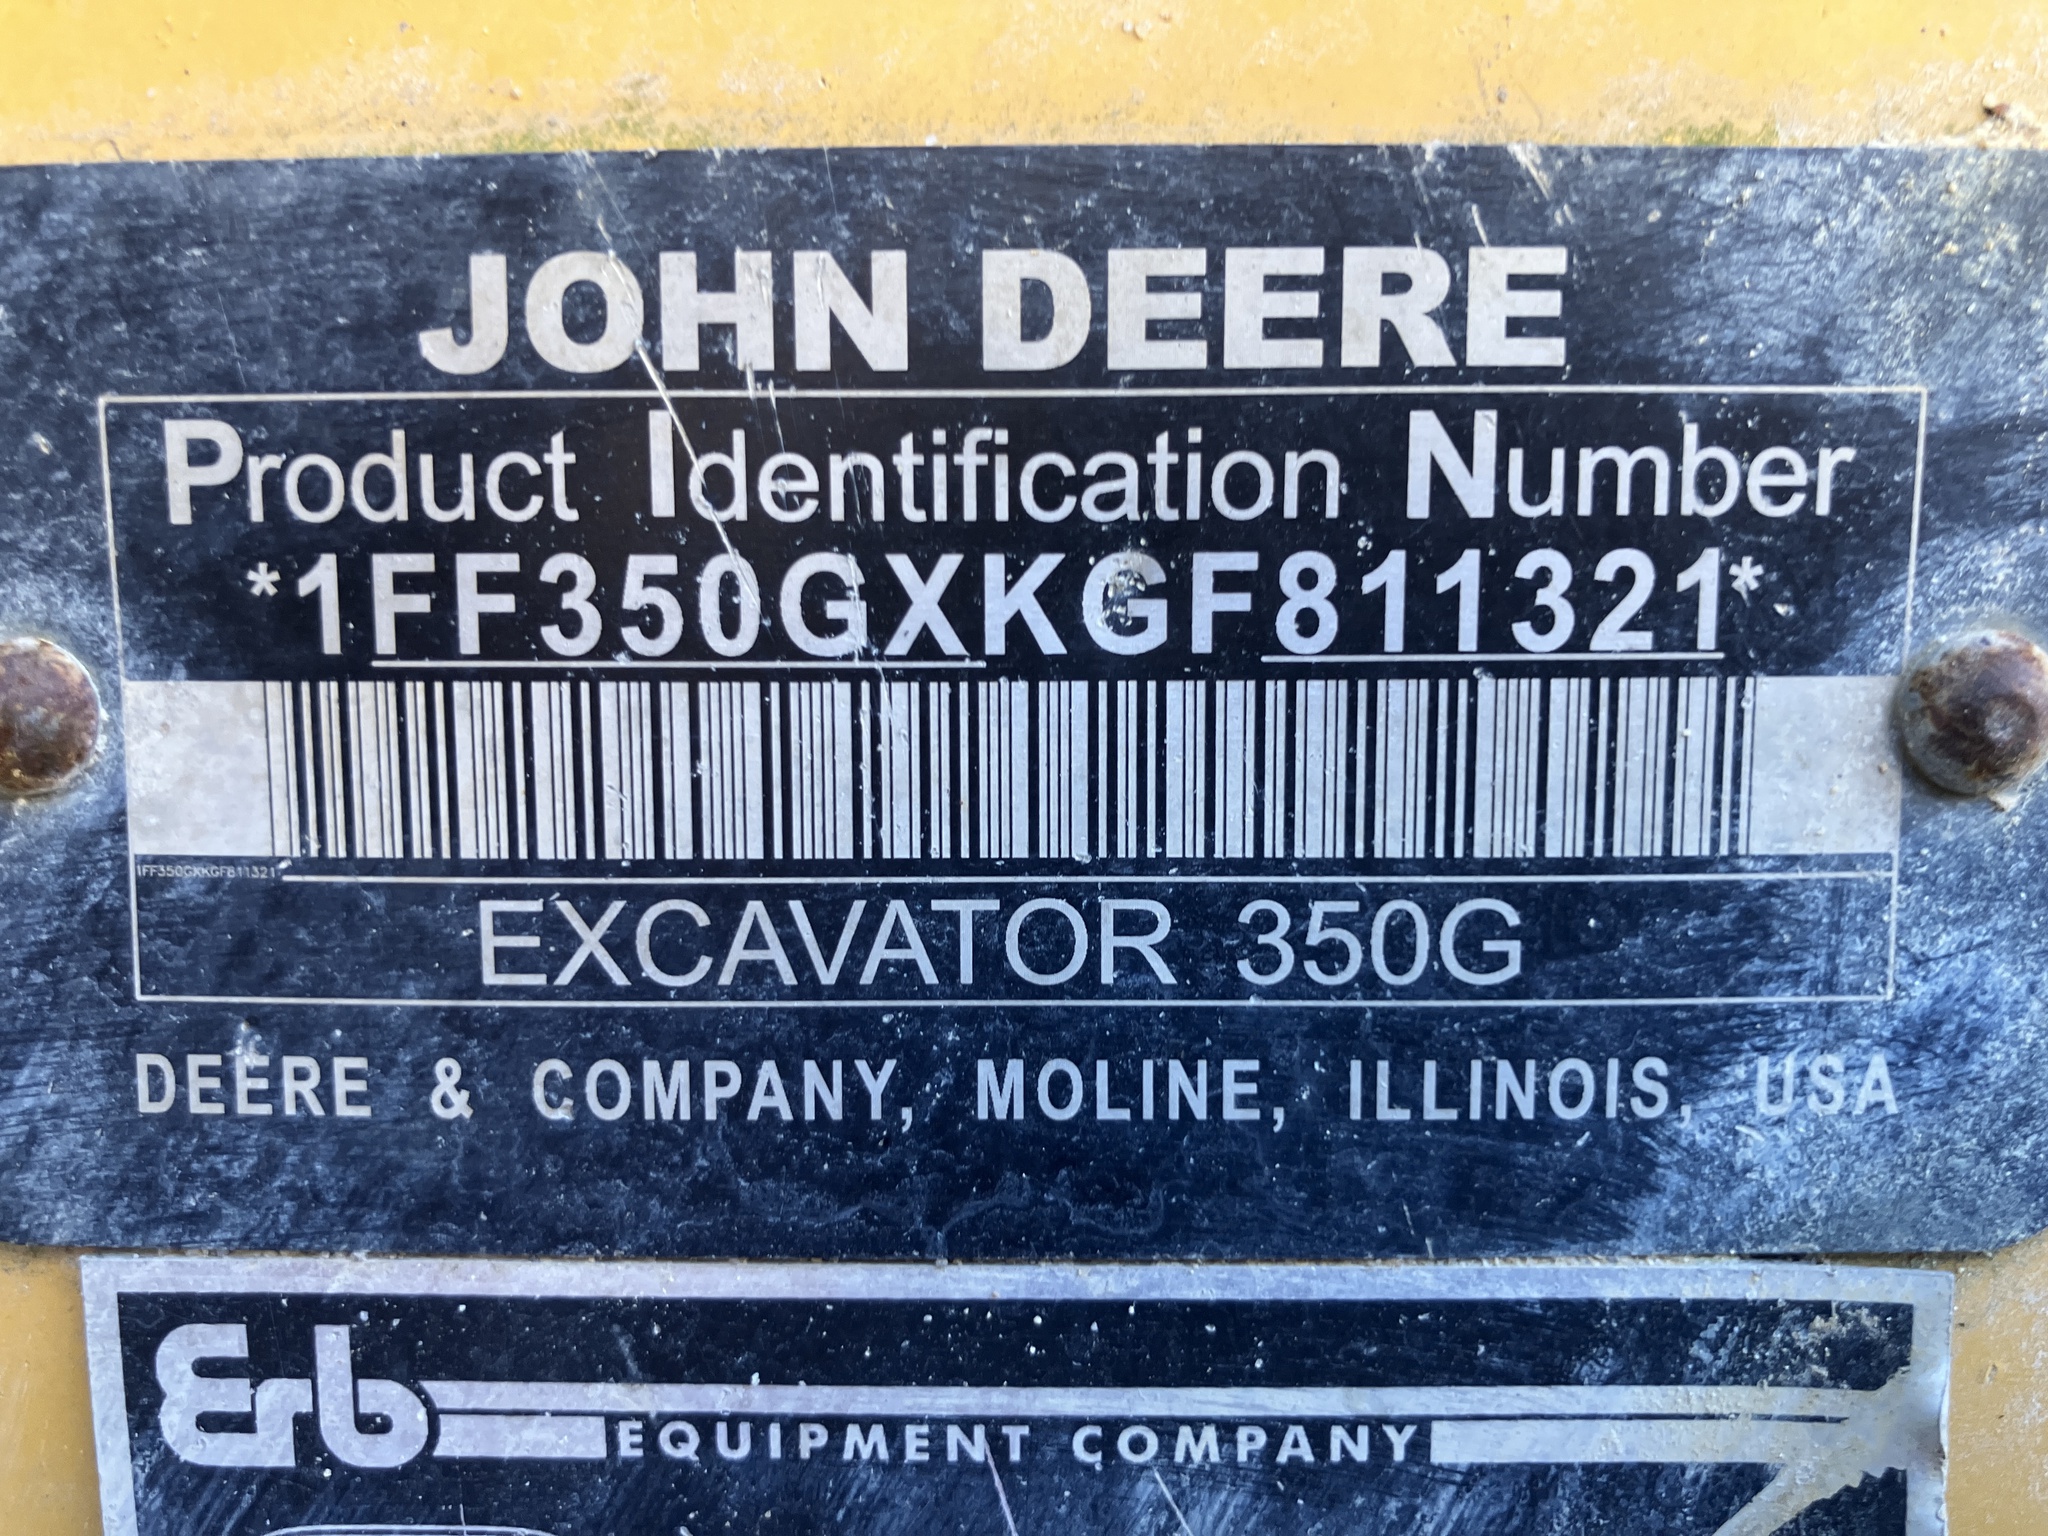 JOHN DEERE
Product Identification Number
*1FF350GXKGF811321*
1FF350GXKGF811321
EXCAVATOR 350G
DEERE & COMPANY, MOLINE, ILLINOIS, USA
Erb
EQUIPMENT COMPANY